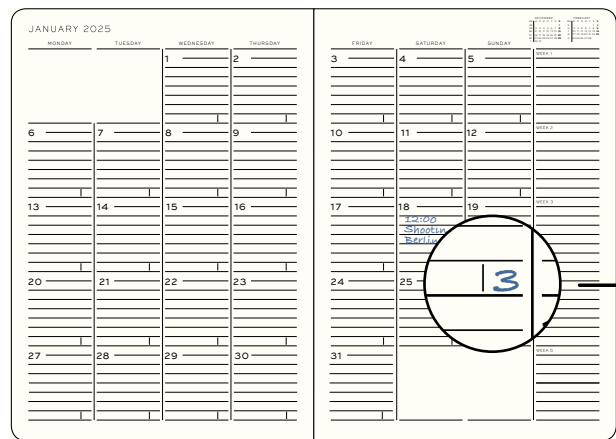 JANUARY 2025
MONDAY TUESDAY WEDNESDAY THURSDAY FRIDAY SATURDAY SUNDAY
WEEK 1
1 2 3 4 5
WEEK 2
6 7 8 9 10 11 12
WEEK 3
13 14 15 16 17 18 19
12:00
Shootin
Berlin
3
20 21 22 23 24 25
WEEK 5
27 28 29 30 31